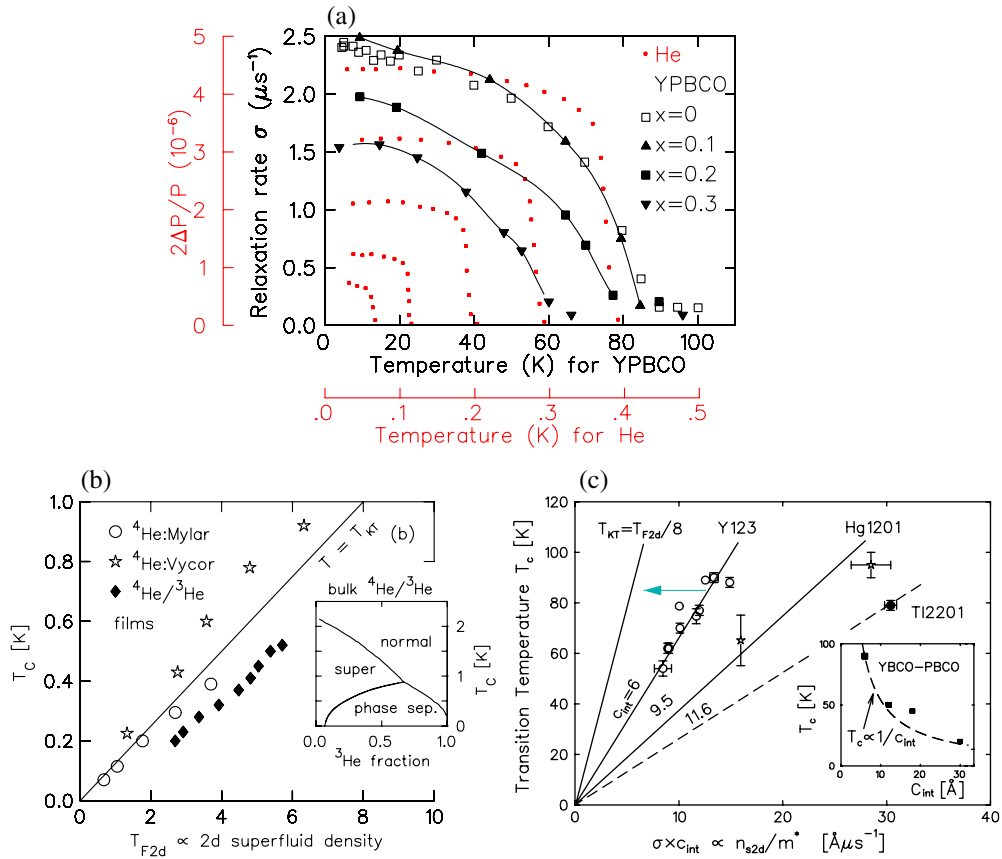 (a)
5
4
3
2
1
0
2ΔP/P (10⁻⁶)
2.5
2.0
1.5
1.0
0.5
0.0
Relaxation rate σ (μs⁻¹)
He
YPBCO
x=0
x=0.1
x=0.2
x=0.3
0 20 40 60 80 100
Temperature (K) for YPBCO
.0 .1 .2 .3 .4 .5
Temperature (K) for He
(b)
1.0
0.8
0.6
0.4
0.2
0.0
T_C [K]
⁴He:Mylar
⁴He:Vycor
⁴He/³He
films
T = T_KT
(b)
bulk ⁴He/³He
normal
super
phase sep.
2
1
0
T_C [K]
0.0 0.5 1.0
³He fraction
0 2 4 6 8 10
T_F2d ∝ 2d superfluid density
(c)
120
100
80
60
40
20
0
Transition Temperature T_c [K]
T_KT=T_F2d/8
Y123
Hg1201
Tl2201
c_int=6
9.5
11.6
100
50
0
T_c [K]
YBCO−PBCO
T_c∝1/c_int
0 10 20 30
C_int [Å]
0 10 20 30 40
σ×c_int ∝ n_s2d/m* [Åμs⁻¹]